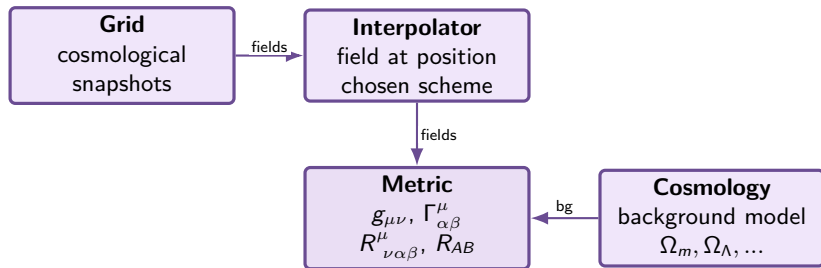 Grid
cosmological
snapshots
fields
Interpolator
field at position
chosen scheme
fields
Metric
g_{μν}, Γ^μ_{αβ}
R^μ_{ναβ}, R_{AB}
bg
Cosmology
background model
Ω_m, Ω_Λ, ...